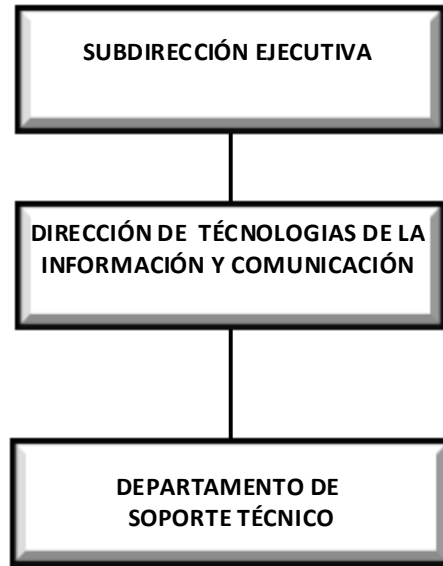 SUBDIRECCIÓN EJECUTIVA
DIRECCIÓN DE TÉCNOLOGIAS DE LA
INFORMACIÓN Y COMUNICACIÓN
DEPARTAMENTO DE
SOPORTE TÉCNICO